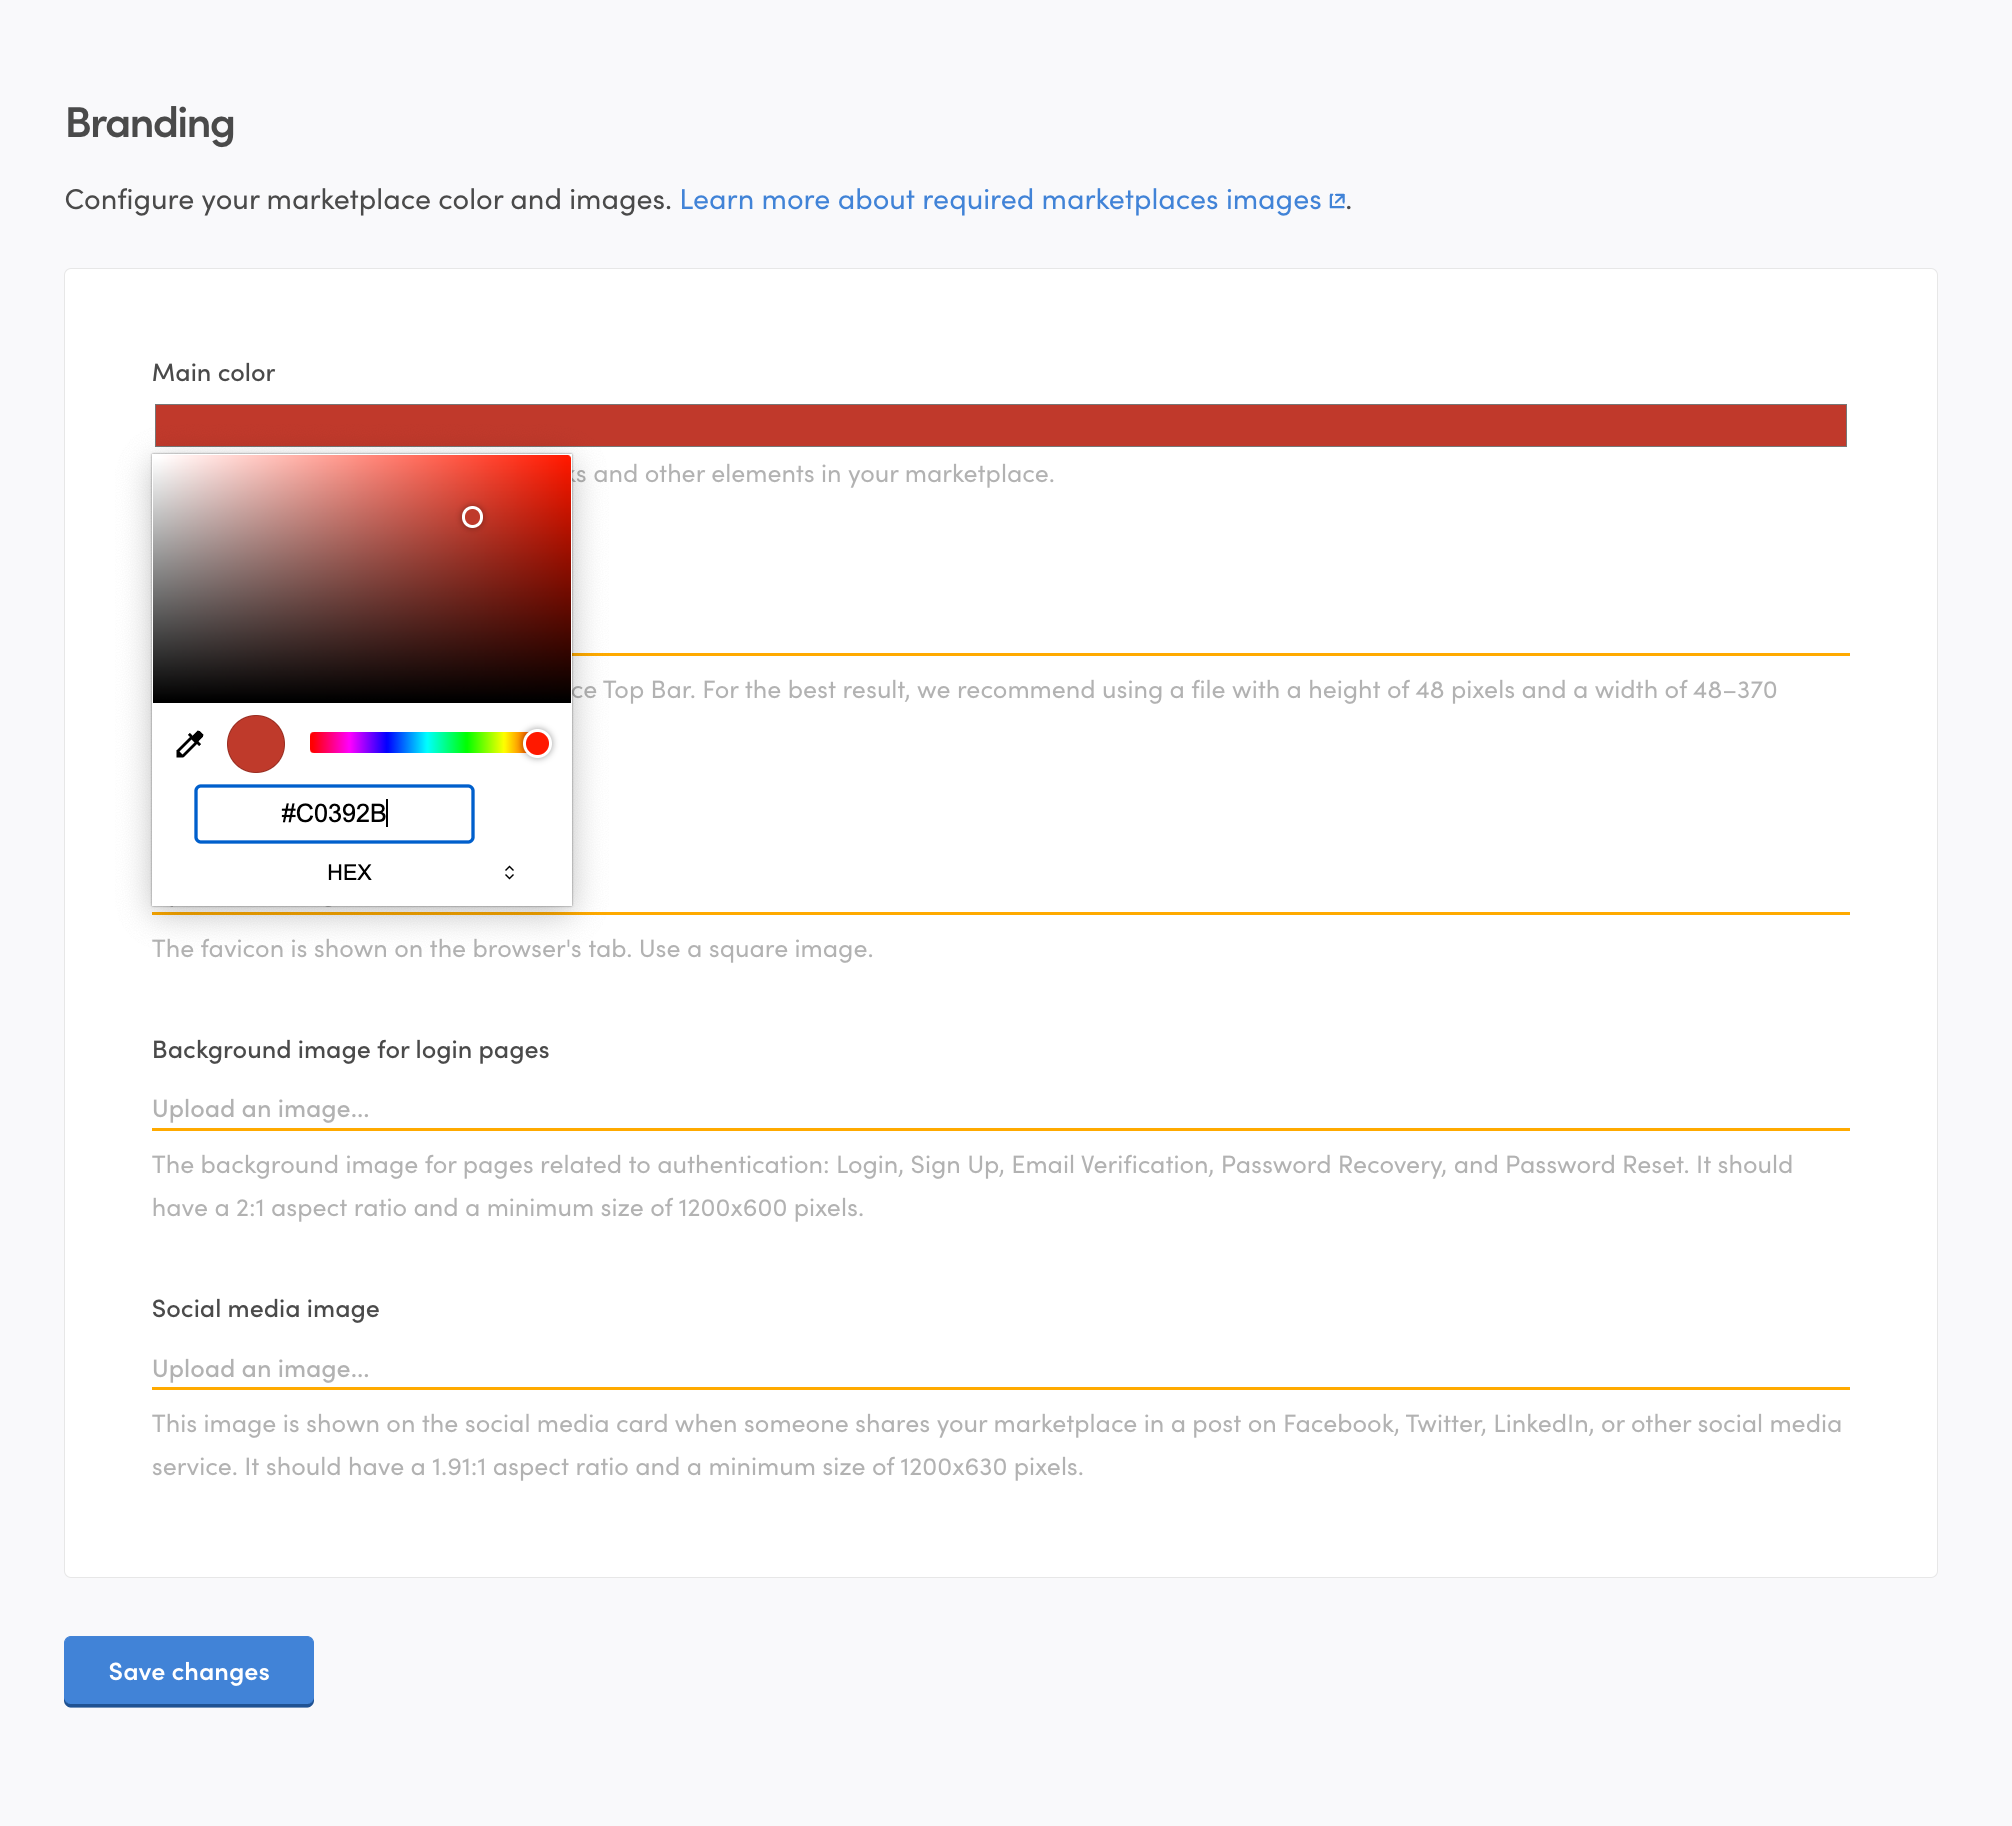 Branding
Configure your marketplace color and images. Learn more about required marketplaces images.
Main color
and other elements in your marketplace.
Top Bar. For the best result, we recommend using a file with a height of 48 pixels and a width of 48–370
#C0392B
HEX
The favicon is shown on the browser's tab. Use a square image.
Background image for login pages
Upload an image...
The background image for pages related to authentication: Login, Sign Up, Email Verification, Password Recovery, and Password Reset. It should
have a 2:1 aspect ratio and a minimum size of 1200x600 pixels.
Social media image
Upload an image...
This image is shown on the social media card when someone shares your marketplace in a post on Facebook, Twitter, LinkedIn, or other social media
service. It should have a 1.91:1 aspect ratio and a minimum size of 1200x630 pixels.
Save changes